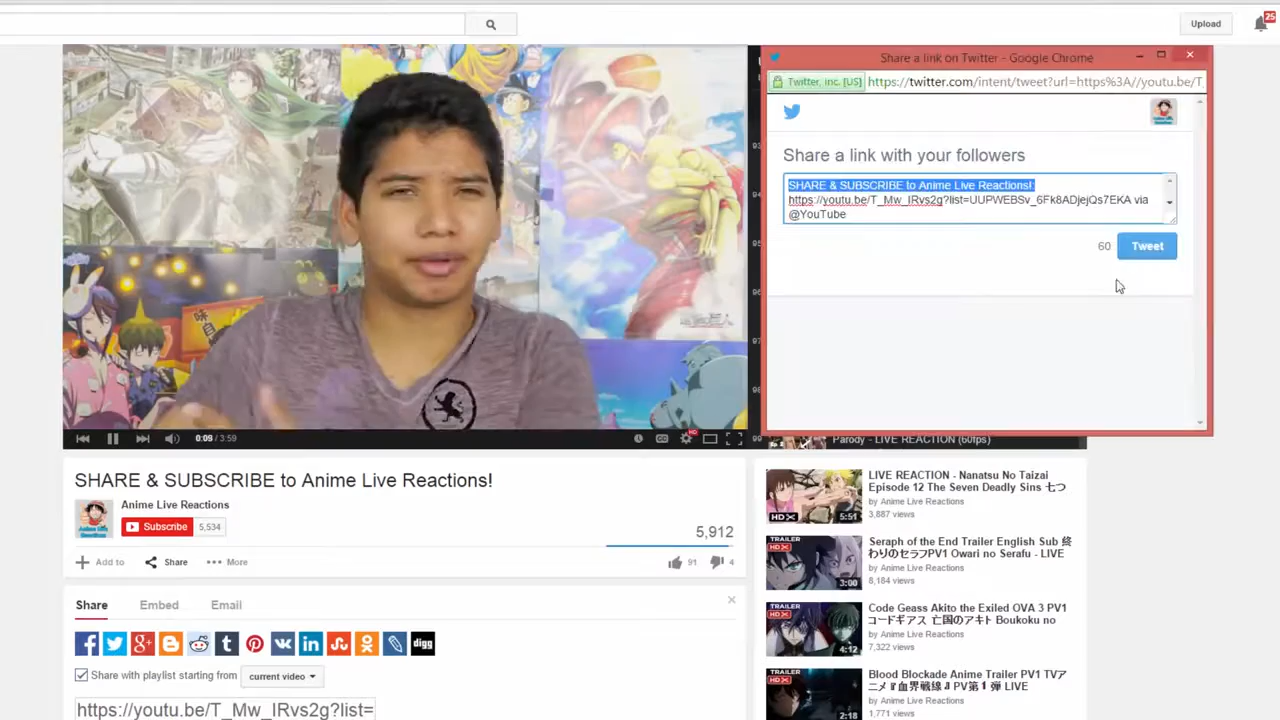 Upload
25
Share a link on Twitter - Google Chrome
Twitter, Inc. [US]
https://twitter.com/intent/tweet?url=https%3A//youtu.be/T_
Share a link with your followers
SHARE & SUBSCRIBE to Anime Live Reactions!:
https://youtu.be/T_Mw_IRvs2g?list=UUPWEBSv_6Fk8ADjejQs7EKA via
@YouTube
60
Tweet
0:09 / 3:59
HD
Parody - LIVE REACTION (60fps)
SHARE & SUBSCRIBE to Anime Live Reactions!
Anime Live Reactions
Subscribe
5,534
5,912
Add to
Share
More
91
4
Share
Embed
Email
digg
Share with playlist starting from
current video
https://youtu.be/T_Mw_IRvs2g?list=
HDX
5:51
LIVE REACTION - Nanatsu No Taizai
Episode 12 The Seven Deadly Sins 七つ
by Anime Live Reactions
3,887 views
TRAILER
HDX
3:00
Seraph of the End Trailer English Sub 終
わりのセラフPV1 Owari no Serafu - LIVE
by Anime Live Reactions
8,184 views
TRAILER
HDX
4:12
Code Geass Akito the Exiled OVA 3 PV1
コードギアス 亡国のアキト Boukoku no
by Anime Live Reactions
7,322 views
TRAILER
HDX
2:18
Blood Blockade Anime Trailer PV1 TVア
ニメ『血界戦線』PV第1弾 LIVE
by Anime Live Reactions
1,771 views